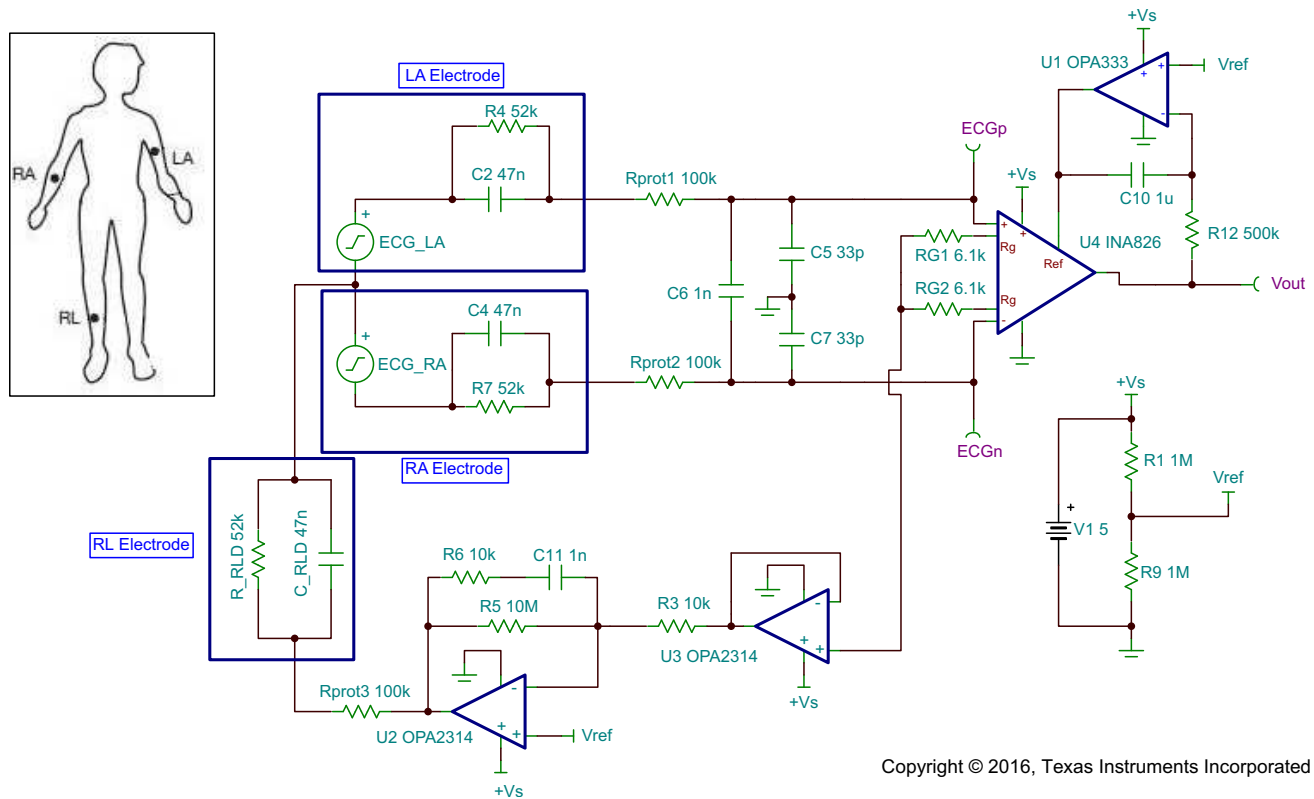 +Vs
U1 OPA333
+
+
-
Vref
LA Electrode
R4 52k
C2 47n
+
ECG_LA
RA
LA
RL
Rprot1 100k
ECGp
+Vs
C10 1u
R12 500k
U4 INA826
+
+
Rg
Ref
Rg
-
RG1 6.1k
RG2 6.1k
C5 33p
C6 1n
C7 33p
Vout
C4 47n
+
ECG_RA
R7 52k
Rprot2 100k
RA Electrode
ECGn
+Vs
R1 1M
Vref
+
V1 5
R9 1M
RL Electrode
R_RLD 52k
C_RLD 47n
R6 10k
C11 1n
R5 10M
R3 10k
-
+
+
U3 OPA2314
+Vs
Rprot3 100k
-
+
+
U2 OPA2314
Vref
+Vs
Copyright © 2016, Texas Instruments Incorporated